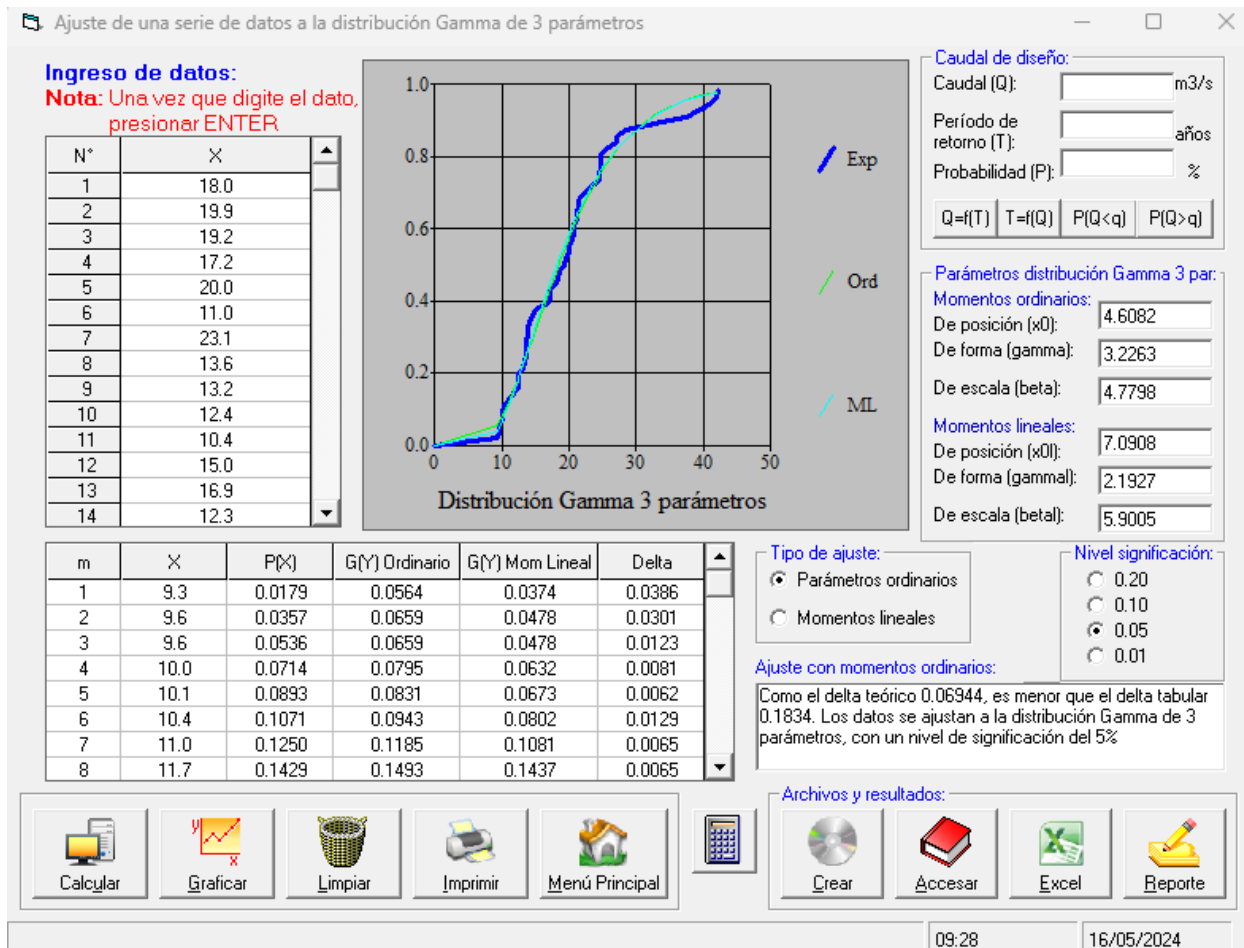 Ajuste de una serie de datos a la distribución Gamma de 3 parámetros
Ingreso de datos:
Nota: Una vez que digite el dato,
presionar ENTER
N° X
1 18.0
2 19.9
3 19.2
4 17.2
5 20.0
6 11.0
7 23.1
8 13.6
9 13.2
10 12.4
11 10.4
12 15.0
13 16.9
14 12.3
1.0
0.8
0.6
0.4
0.2
0.0
0 10 20 30 40 50
Distribución Gamma 3 parámetros
Exp
Ord
ML
Caudal de diseño:
Caudal (Q): m3/s
Período de
retorno (T): años
Probabilidad (P): %
Q=f(T) T=f(Q) P(Q<q) P(Q>q)
Parámetros distribución Gamma 3 par:
Momentos ordinarios:
De posición (x0): 4.6082
De forma (gamma): 3.2263
De escala (beta): 4.7798
Momentos lineales:
De posición (x0l): 7.0908
De forma (gammal): 2.1927
De escala (betal): 5.9005
m X P(X) G(Y) Ordinario G(Y) Mom Lineal Delta
1 9.3 0.0179 0.0564 0.0374 0.0386
2 9.6 0.0357 0.0659 0.0478 0.0301
3 9.6 0.0536 0.0659 0.0478 0.0123
4 10.0 0.0714 0.0795 0.0632 0.0081
5 10.1 0.0893 0.0831 0.0673 0.0062
6 10.4 0.1071 0.0943 0.0802 0.0129
7 11.0 0.1250 0.1185 0.1081 0.0065
8 11.7 0.1429 0.1493 0.1437 0.0065
Tipo de ajuste:
Parámetros ordinarios
Momentos lineales
Nivel significación:
0.20
0.10
0.05
0.01
Ajuste con momentos ordinarios:
Como el delta teórico 0.06944, es menor que el delta tabular
0.1834. Los datos se ajustan a la distribución Gamma de 3
parámetros, con un nivel de significación del 5%
Calcular
Graficar
Limpiar
Imprimir
Menú Principal
Archivos y resultados:
Crear
Accesar
Excel
Reporte
09:28
16/05/2024